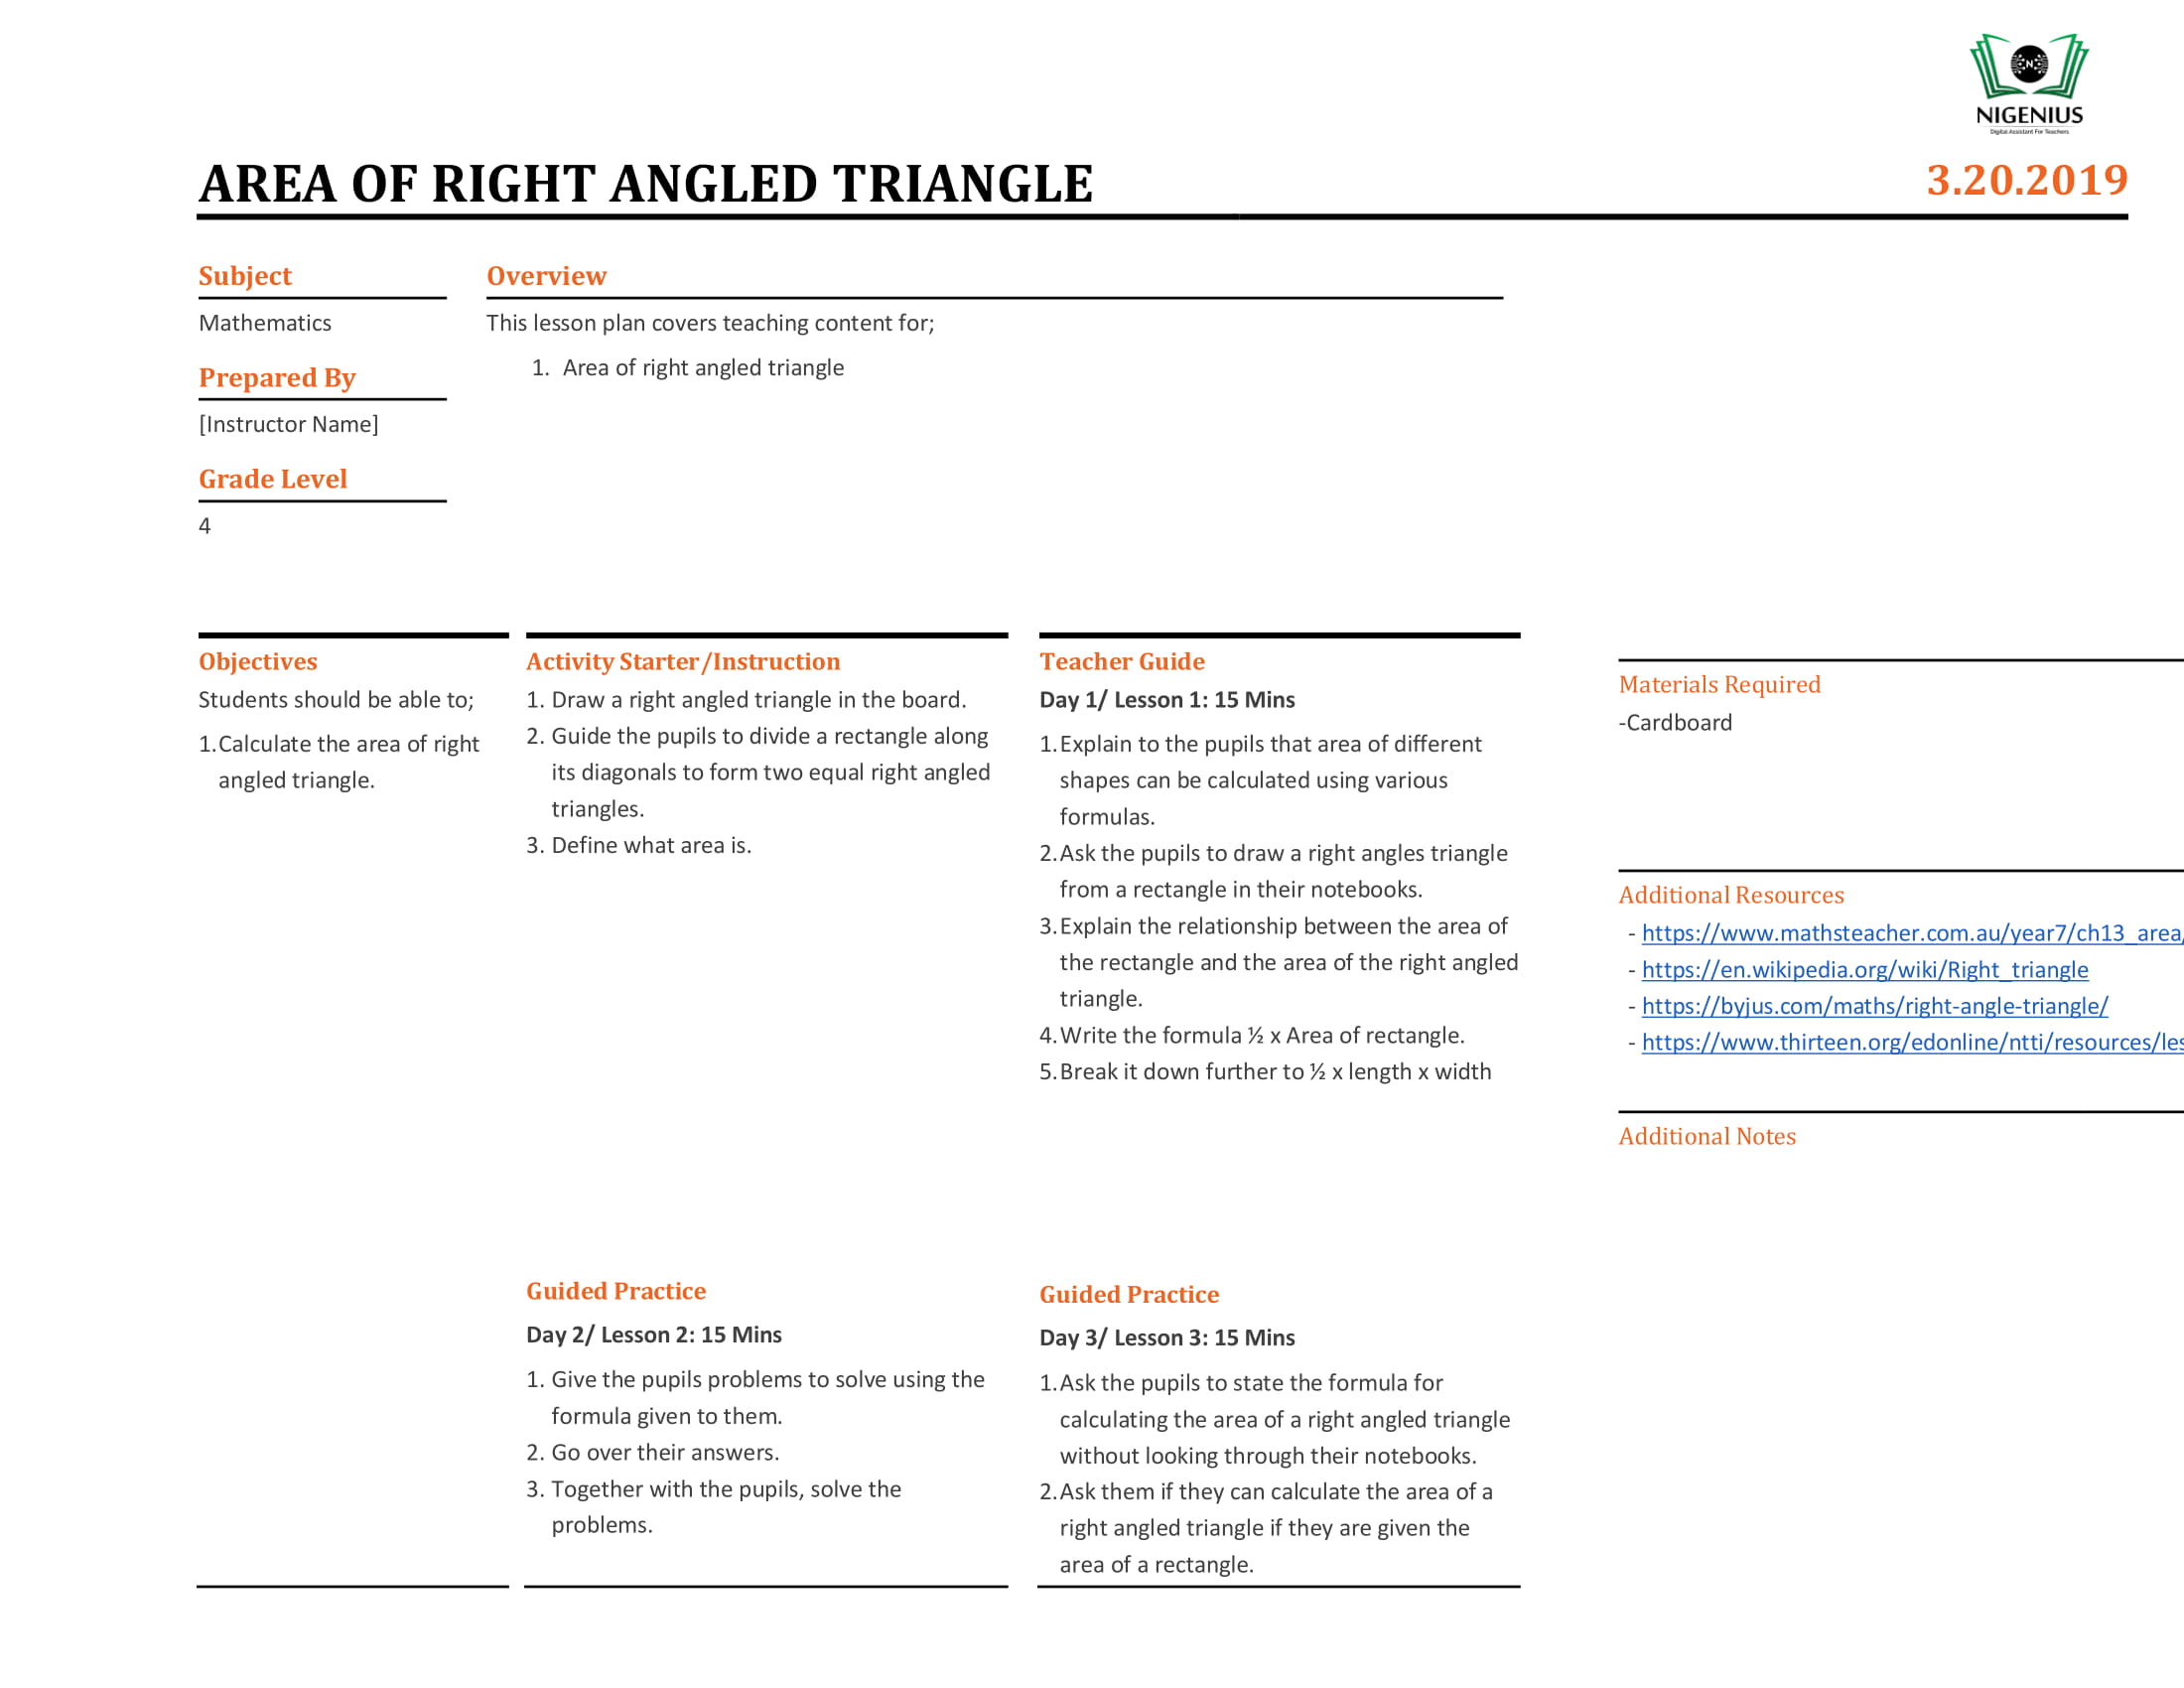 NIGENIUS
Digital Assistant For Teachers
AREA OF RIGHT ANGLED TRIANGLE
3.20.2019
Subject
Mathematics
Prepared By
[Instructor Name]
Grade Level
4
Overview
This lesson plan covers teaching content for;
1. Area of right angled triangle
Objectives
Students should be able to;
1.Calculate the area of right
angled triangle.
Activity Starter/Instruction
1. Draw a right angled triangle in the board.
2. Guide the pupils to divide a rectangle along
its diagonals to form two equal right angled
triangles.
3. Define what area is.
Teacher Guide
Day 1/ Lesson 1: 15 Mins
1.Explain to the pupils that area of different
shapes can be calculated using various
formulas.
2.Ask the pupils to draw a right angles triangle
from a rectangle in their notebooks.
3.Explain the relationship between the area of
the rectangle and the area of the right angled
triangle.
4.Write the formula ½ x Area of rectangle.
5.Break it down further to ½ x length x width
Guided Practice
Day 2/ Lesson 2: 15 Mins
1. Give the pupils problems to solve using the
formula given to them.
2. Go over their answers.
3. Together with the pupils, solve the
problems.
Guided Practice
Day 3/ Lesson 3: 15 Mins
1.Ask the pupils to state the formula for
calculating the area of a right angled triangle
without looking through their notebooks.
2.Ask them if they can calculate the area of a
right angled triangle if they are given the
area of a rectangle.
Materials Required
-Cardboard
Additional Resources
- https://www.mathsteacher.com.au/year7/ch13_area/
- https://en.wikipedia.org/wiki/Right_triangle
- https://byjus.com/maths/right-angle-triangle/
- https://www.thirteen.org/edonline/ntti/resources/les
Additional Notes